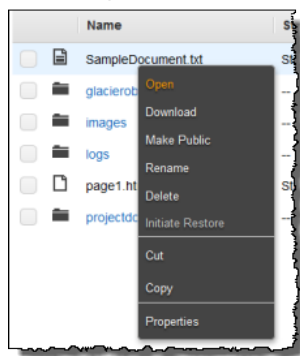 Name
SampleDocument.txt
Open
glacierob
Download
images
Make Public
logs
Rename
page1.ht
Delete
projectdo
Initiate Restore
Cut
Copy
Properties